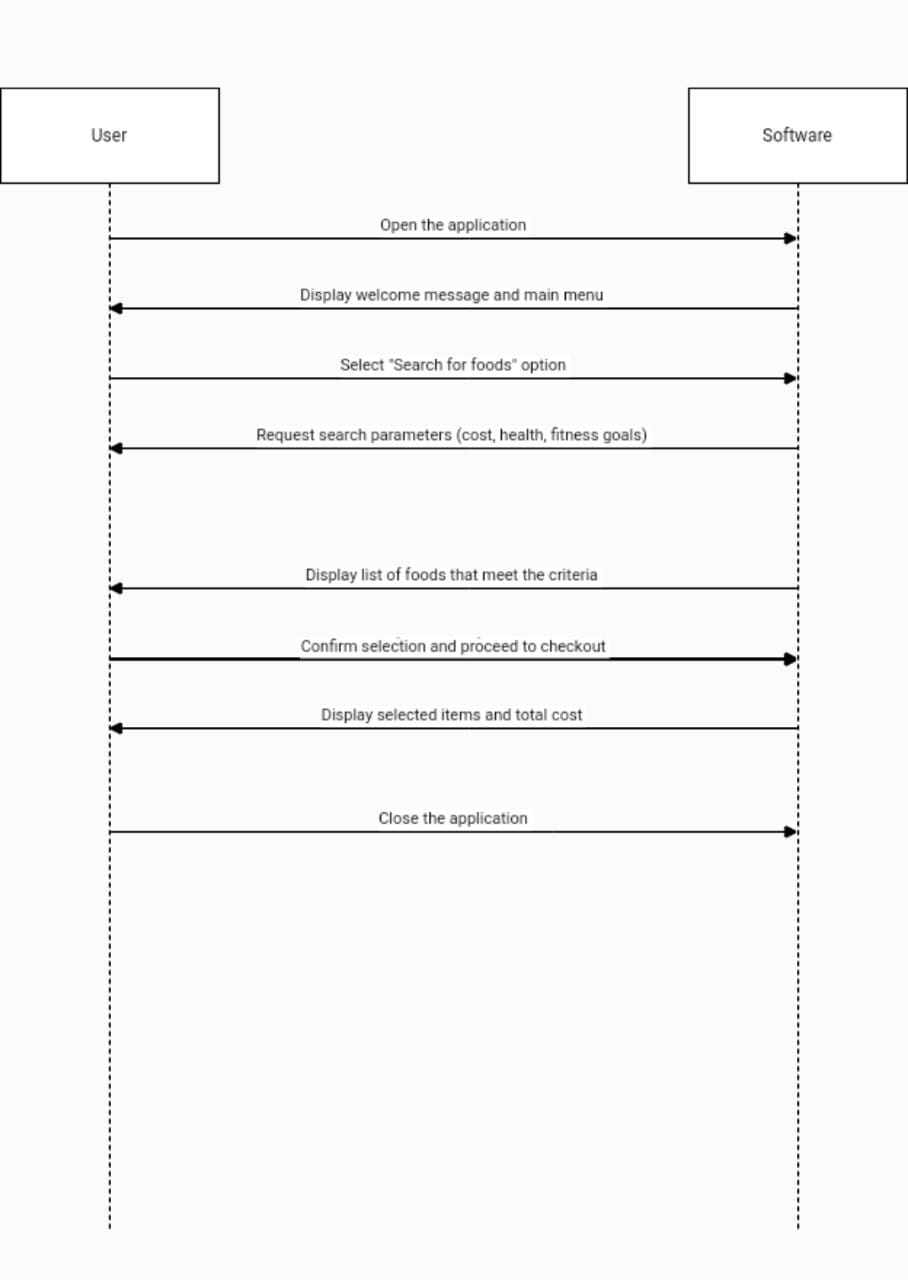 User
Software
Open the application
Display welcome message and main menu
Select "Search for foods" option
Request search parameters (cost, health, fitness goals)
Display list of foods that meet the criteria
Confirm selection and proceed to checkout
Display selected items and total cost
Close the application